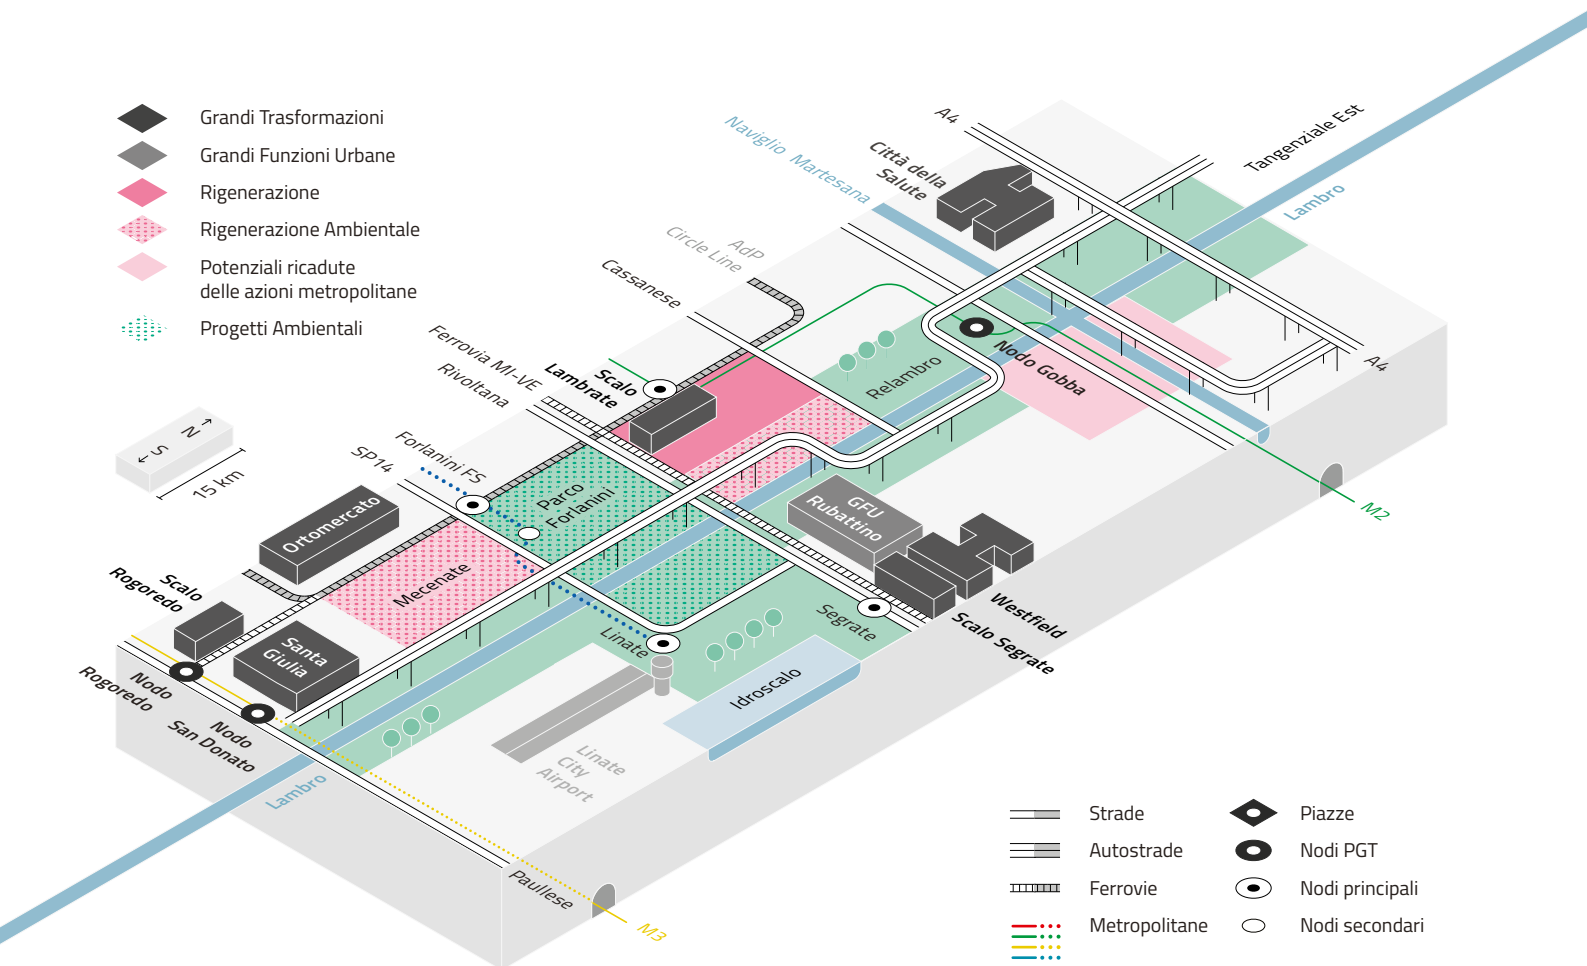 Grandi Trasformazioni
Grandi Funzioni Urbane
Rigenerazione
Rigenerazione Ambientale
Potenziali ricadute
delle azioni metropolitane
Progetti Ambientali
A4
Tangenziale Est
Naviglio Martesana
Città della
Salute
Lambro
AdP
Circle Line
Cassanese
Ferrovia MI-VE
Rivoltana
Scalo
Lambrate
Relambro
Nodo Gobba
A4
N
S
15 km
Forlanini FS
SP14
Parco
Forlanini
Ortomercato
GFU
Rubattino
M2
Scalo
Rogoredo
Mecenate
Santa
Giulia
Linate
Segrate
Westfield
Scalo Segrate
Nodo
Rogoredo
Nodo
San Donato
Idroscalo
Linate
City
Airport
Lambro
Paullese
M3
Strade
Autostrade
Ferrovie
Metropolitane
Piazze
Nodi PGT
Nodi principali
Nodi secondari